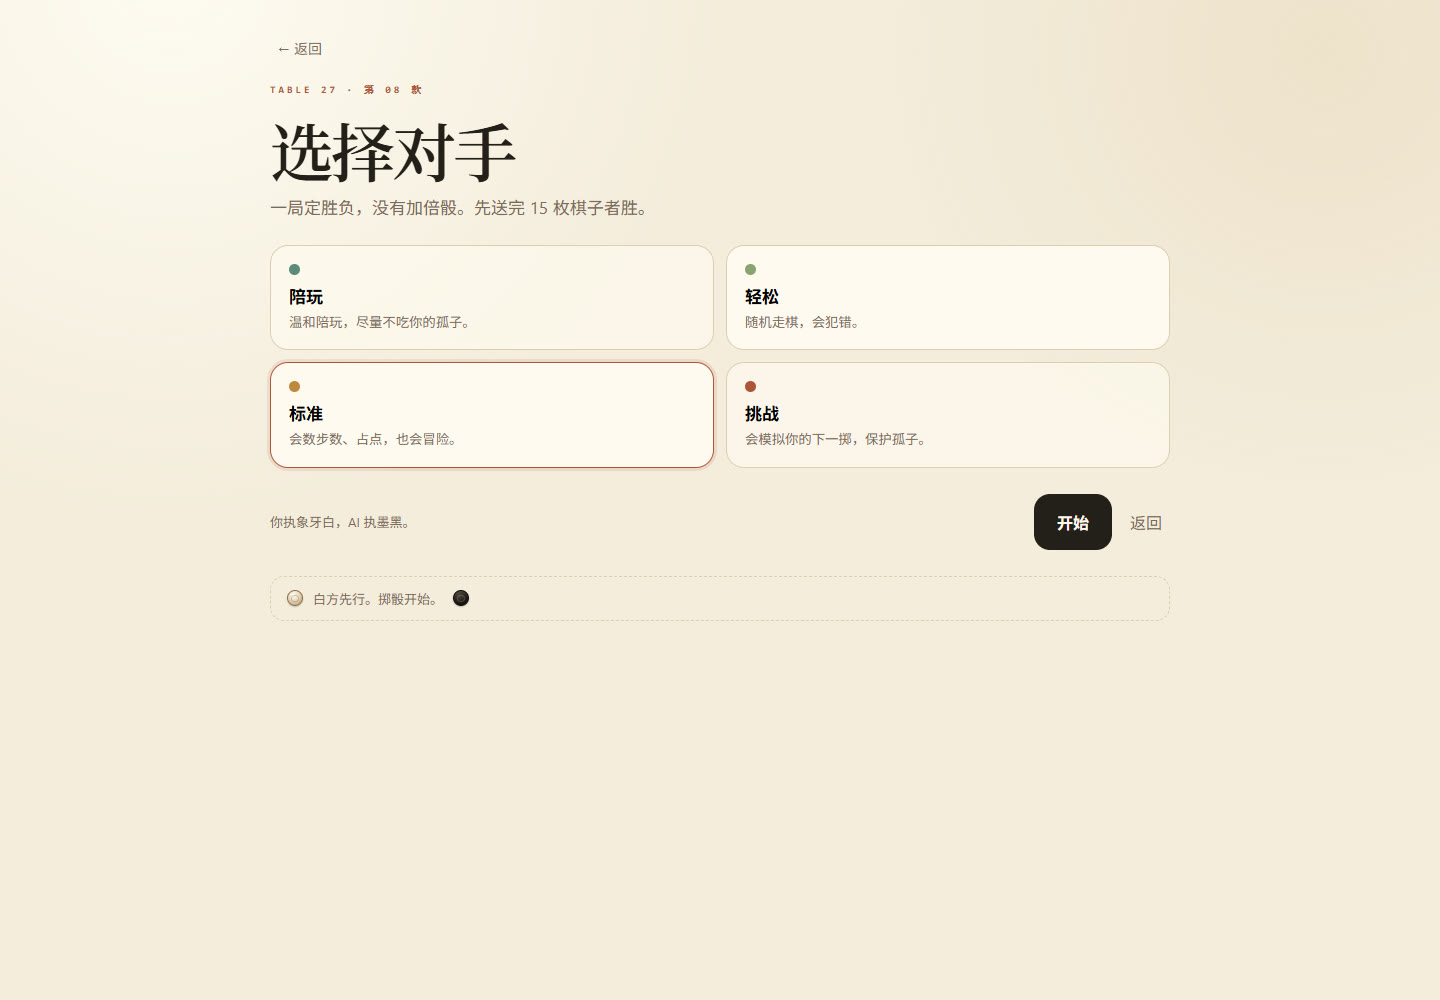 ← 返回
TABLE 27 · 第 08 款
选择对手
一局定胜负，没有加倍骰。先送完 15 枚棋子者胜。
陪玩
温和陪玩，尽量不吃你的孤子。
轻松
随机走棋，会犯错。
标准
会数步数、占点，也会冒险。
挑战
会模拟你的下一掷，保护孤子。
你执象牙白，AI 执墨黑。
开始
返回
白方先行。掷骰开始。